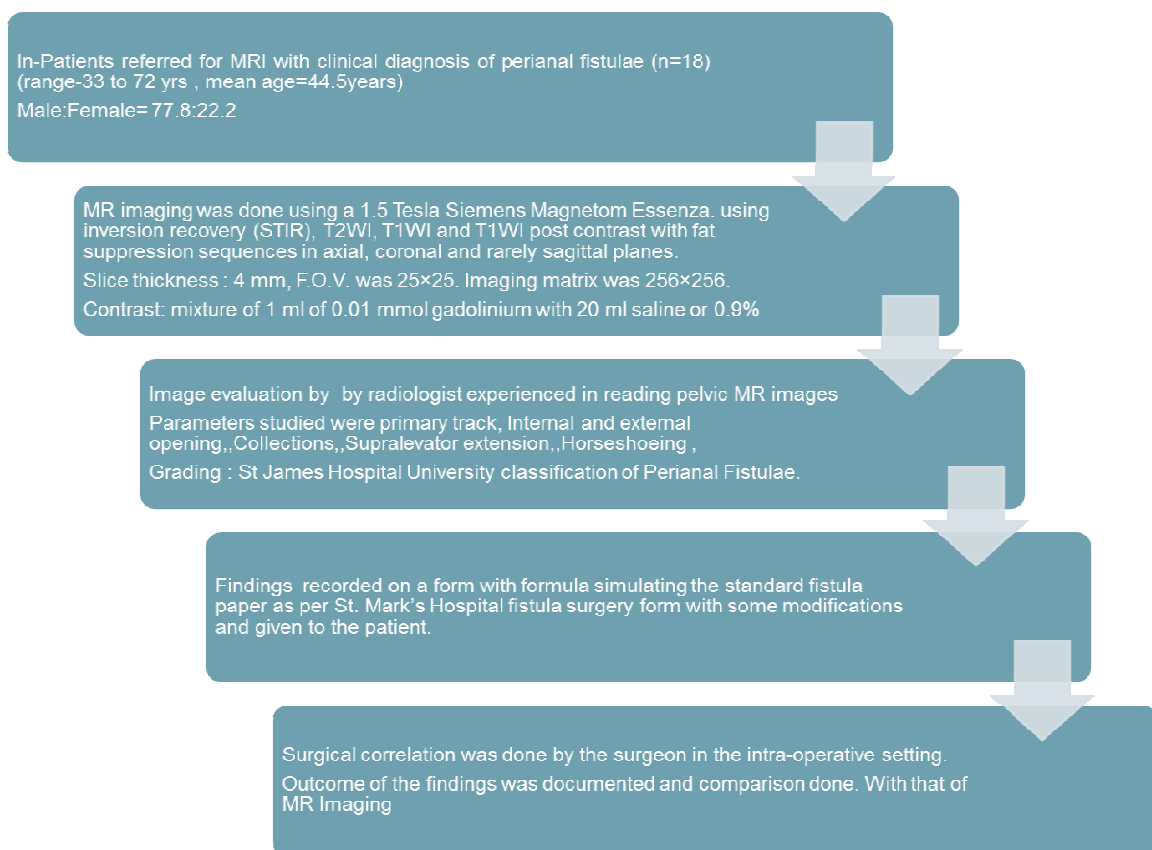 In-Patients referred for MRI with clinical diagnosis of perianal fistulae (n=18)
(range-33 to 72 yrs , mean age=44.5years)
Male:Female= 77.8:22.2
MR imaging was done using a 1.5 Tesla Siemens Magnetom Essenza. using
inversion recovery (STIR), T2WI, T1WI and T1WI post contrast with fat
suppression sequences in axial, coronal and rarely sagittal planes.
Slice thickness : 4 mm, F.O.V. was 25×25. Imaging matrix was 256×256.
Contrast: mixture of 1 ml of 0.01 mmol gadolinium with 20 ml saline or 0.9%
Image evaluation by  by radiologist experienced in reading pelvic MR images
Parameters studied were primary track, Internal and external
opening,,Collections,,Supralevator extension,,Horseshoeing ,
Grading : St James Hospital University classification of Perianal Fistulae.
Findings  recorded on a form with formula simulating the standard fistula
paper as per St. Mark's Hospital fistula surgery form with some modifications
and given to the patient.
Surgical correlation was done by the surgeon in the intra-operative setting.
Outcome of the findings was documented and comparison done. With that of
MR Imaging